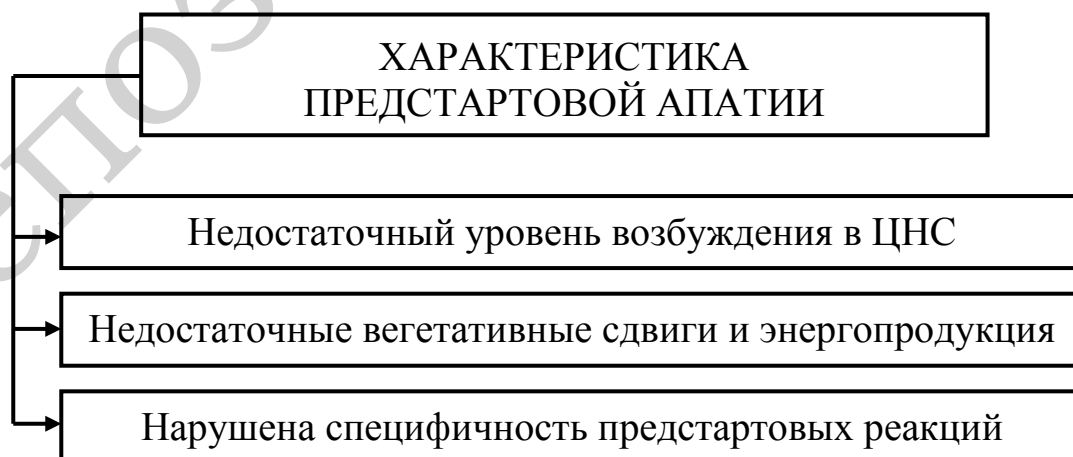 ХАРАКТЕРИСТИКА
ПРЕДСТАРТОВОЙ АПАТИИ
Недостаточный уровень возбуждения в ЦНС
Недостаточные вегетативные сдвиги и энергопродукция
Нарушена специфичность предстартовых реакций